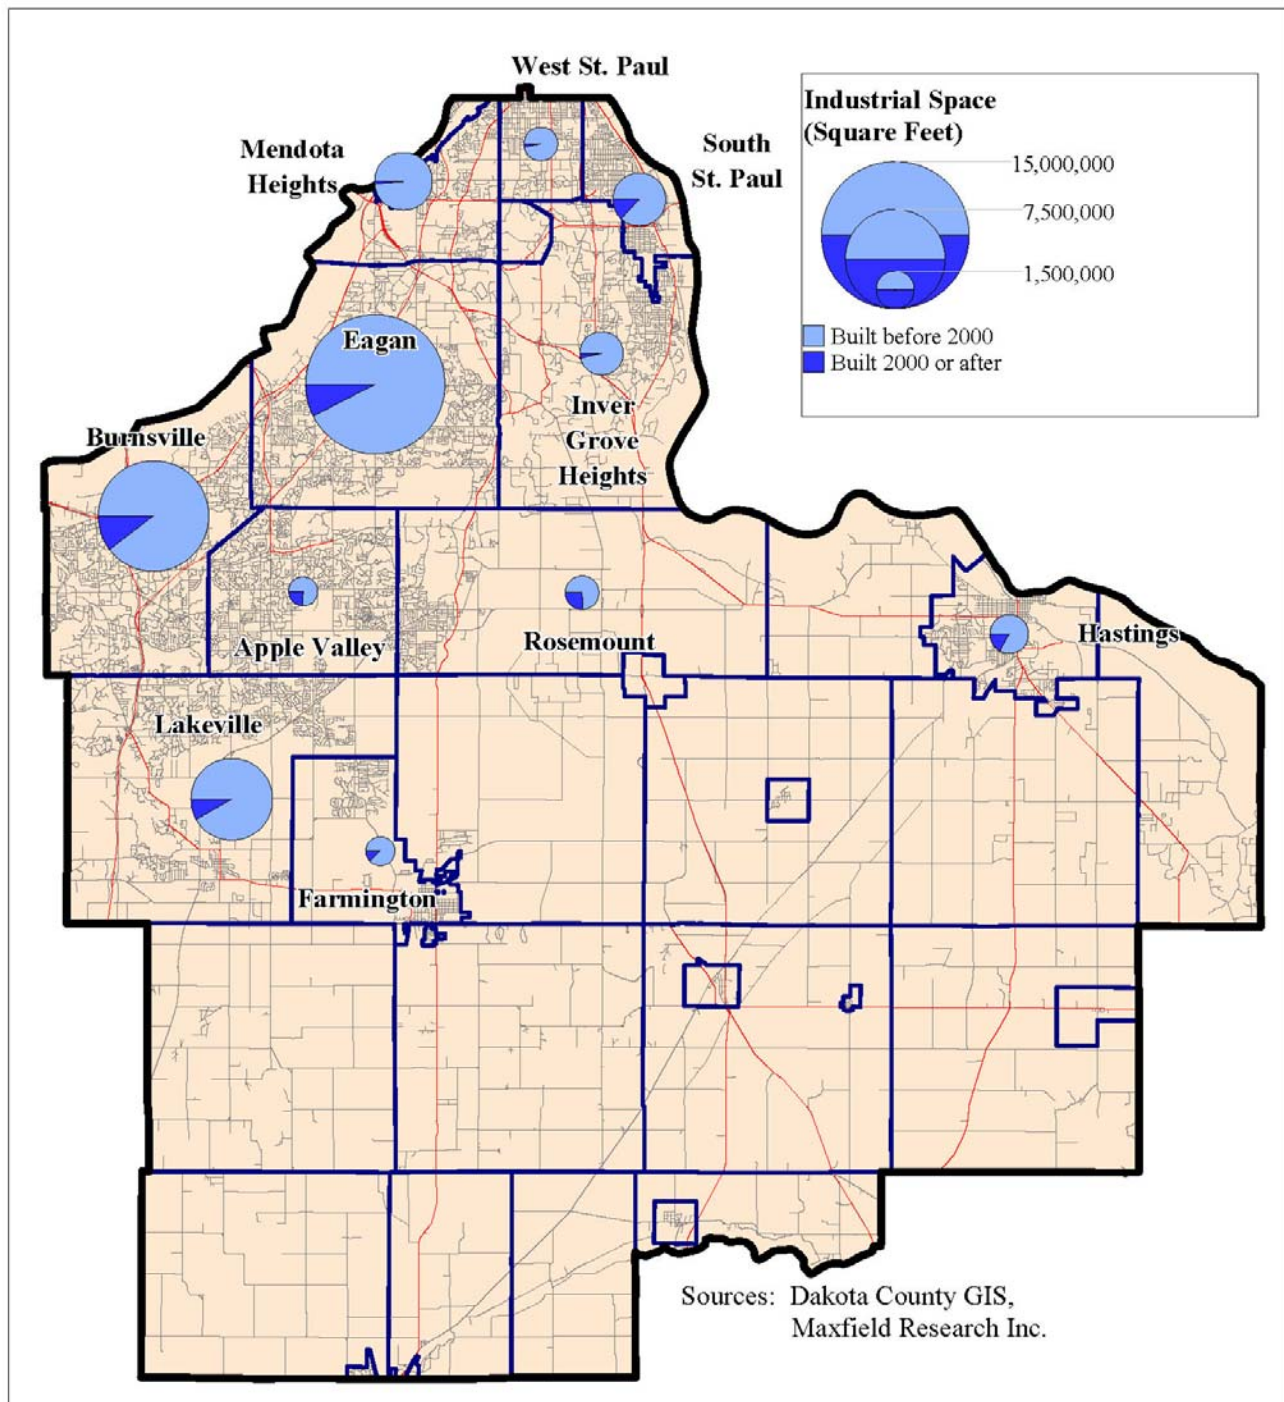 West St. Paul
Mendota
Heights
South
St. Paul
Industrial Space
(Square Feet)
15,000,000
7,500,000
1,500,000
Built before 2000
Built 2000 or after
Eagan
Inver
Grove
Heights
Burnsville
Apple Valley
Rosemount
Hastings
Lakeville
Farmington
Sources: Dakota County GIS,
Maxfield Research Inc.